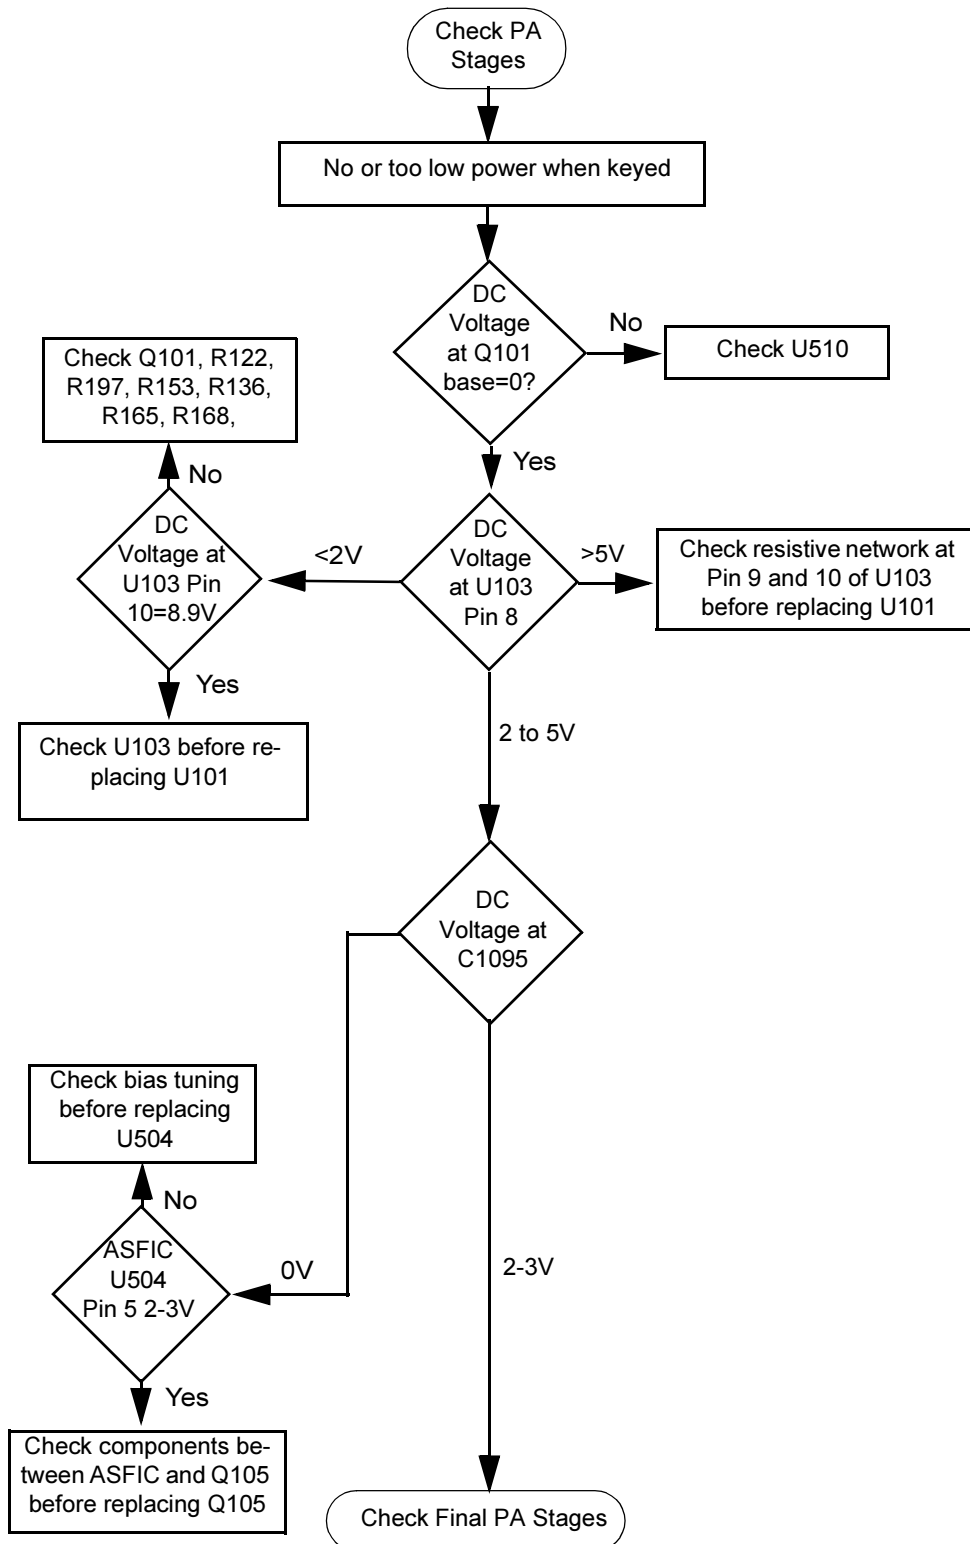 Check PA
Stages
No or too low power when keyed
DC
Voltage
at Q101
base=0?
No
Check U510
Yes
Check Q101, R122,
R197, R153, R136,
R165, R168,
No
DC
Voltage at
U103 Pin
10=8.9V
<2V
DC
Voltage
at U103
Pin 8
>5V
Check resistive network at
Pin 9 and 10 of U103
before replacing U101
Yes
Check U103 before re-
placing U101
2 to 5V
DC
Voltage at
C1095
Check bias tuning
before replacing
U504
No
ASFIC
U504
Pin 5 2-3V
0V
2-3V
Yes
Check components be-
tween ASFIC and Q105
before replacing Q105
Check Final PA Stages